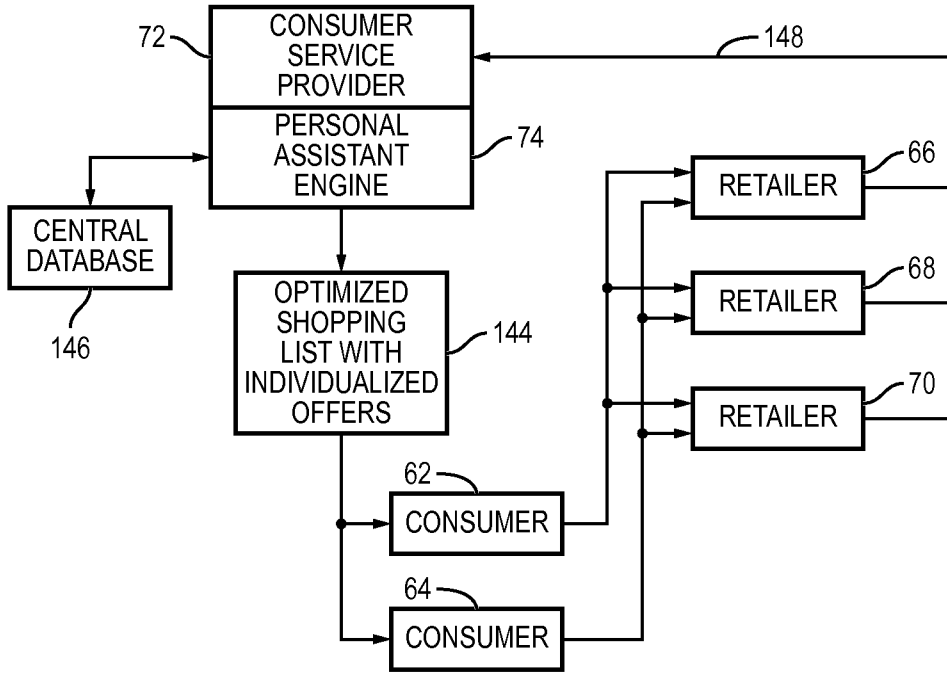 72
CONSUMER
SERVICE
PROVIDER
148
PERSONAL
ASSISTANT
ENGINE
74
66
RETAILER
CENTRAL
DATABASE
146
OPTIMIZED
SHOPPING
LIST WITH
INDIVIDUALIZED
OFFERS
144
68
RETAILER
70
RETAILER
62
CONSUMER
64
CONSUMER